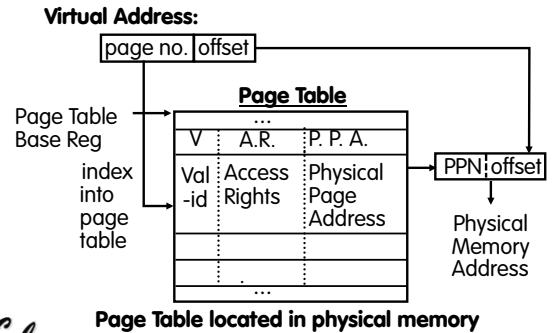 Virtual Address:
page no. offset
Page Table
Page Table
Base Reg
index
into
page
table
...
V A.R. P. P. A.
Val
-id
Access
Rights
Physical
Page
Address
...
PPN offset
Physical
Memory
Address
Page Table located in physical memory